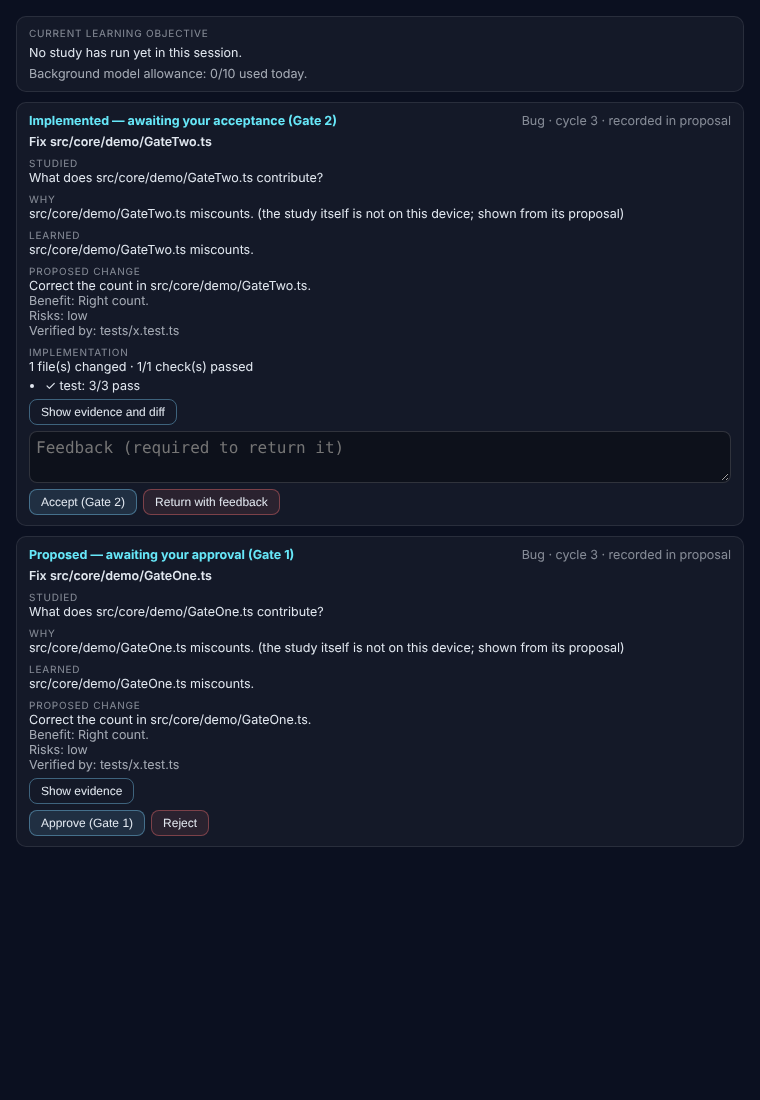 CURRENT LEARNING OBJECTIVE
No study has run yet in this session.
Background model allowance: 0/10 used today.
Implemented — awaiting your acceptance (Gate 2)
Bug · cycle 3 · recorded in proposal
Fix src/core/demo/GateTwo.ts
STUDIED
What does src/core/demo/GateTwo.ts contribute?
WHY
src/core/demo/GateTwo.ts miscounts. (the study itself is not on this device; shown from its proposal)
LEARNED
src/core/demo/GateTwo.ts miscounts.
PROPOSED CHANGE
Correct the count in src/core/demo/GateTwo.ts.
Benefit: Right count.
Risks: low
Verified by: tests/x.test.ts
IMPLEMENTATION
1 file(s) changed · 1/1 check(s) passed
• ✓ test: 3/3 pass
Show evidence and diff
Feedback (required to return it)
Accept (Gate 2)
Return with feedback
Proposed — awaiting your approval (Gate 1)
Bug · cycle 3 · recorded in proposal
Fix src/core/demo/GateOne.ts
STUDIED
What does src/core/demo/GateOne.ts contribute?
WHY
src/core/demo/GateOne.ts miscounts. (the study itself is not on this device; shown from its proposal)
LEARNED
src/core/demo/GateOne.ts miscounts.
PROPOSED CHANGE
Correct the count in src/core/demo/GateOne.ts.
Benefit: Right count.
Risks: low
Verified by: tests/x.test.ts
Show evidence
Approve (Gate 1)
Reject